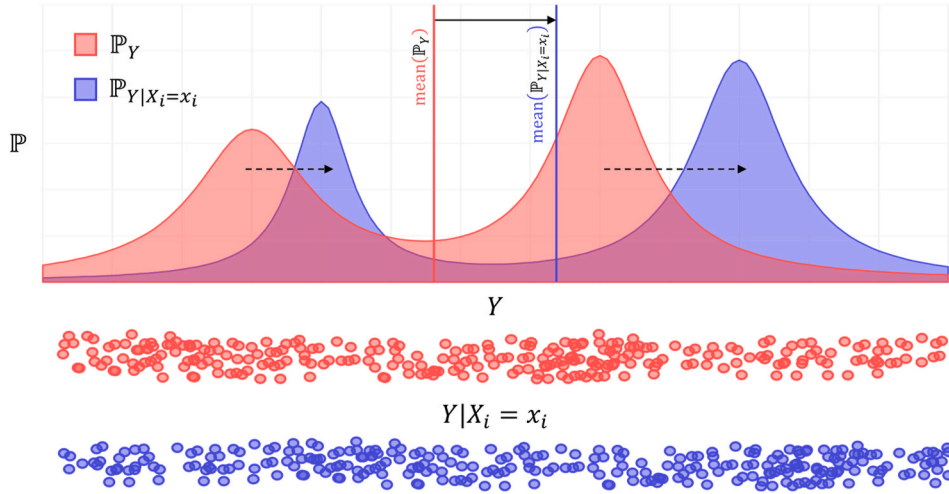 ℙ_Y
ℙ_{Y|X_i=x_i}
ℙ
mean(ℙ_Y)
mean(ℙ_{Y|X_i=x_i})
Y
Y|X_i = x_i